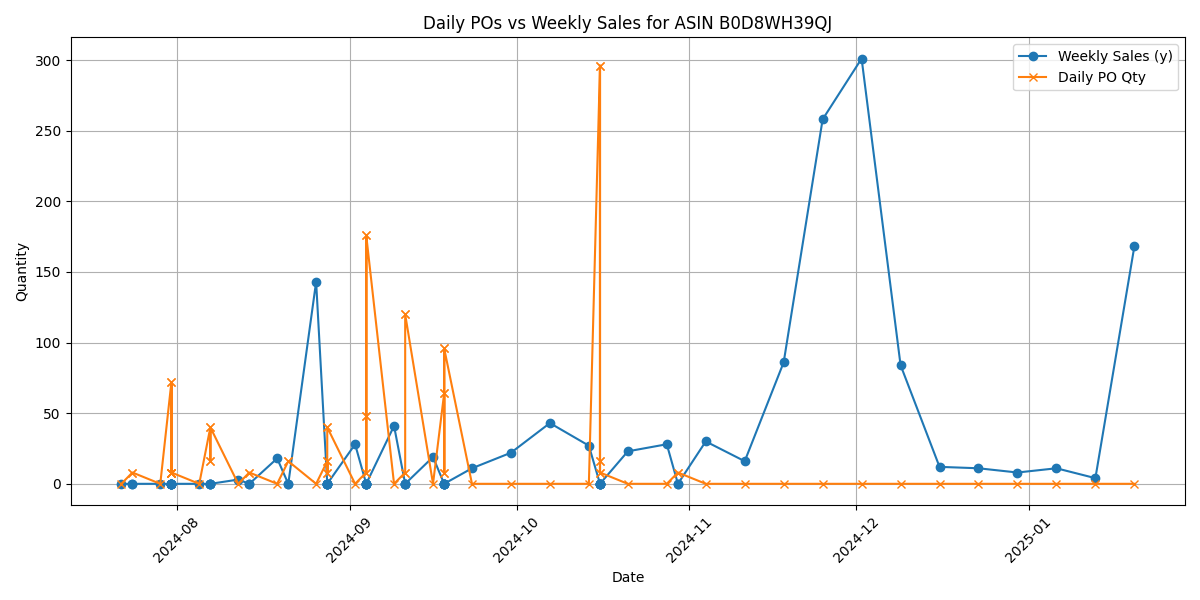 Daily POs vs Weekly Sales for ASIN B0D8WH39QJ
Weekly Sales (y)
Daily PO Qty
300
250
200
150
100
50
0
Quantity
2024-08
2024-09
2024-10
2024-11
2024-12
2025-01
Date